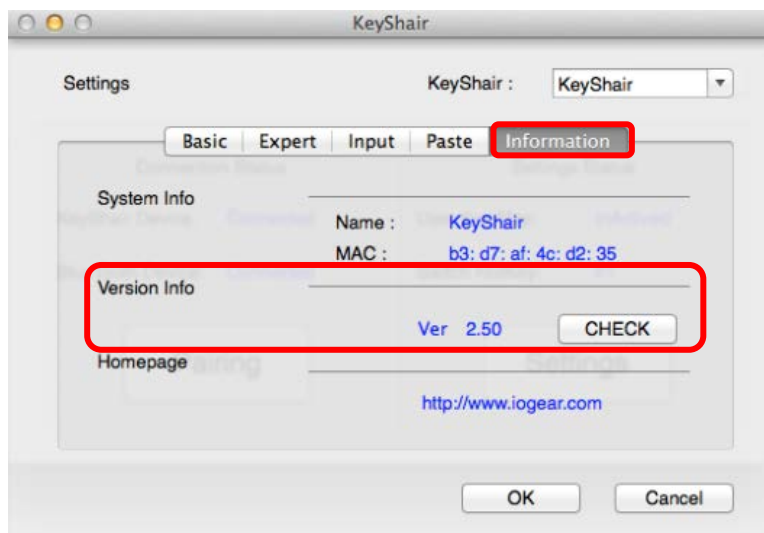 KeyShair
Settings
KeyShair : KeyShair
Basic Expert Input Paste Information
System Info
Name : KeyShair
MAC : b3: d7: af: 4c: d2: 35
Version Info
Ver 2.50 CHECK
Homepage
http://www.iogear.com
OK Cancel